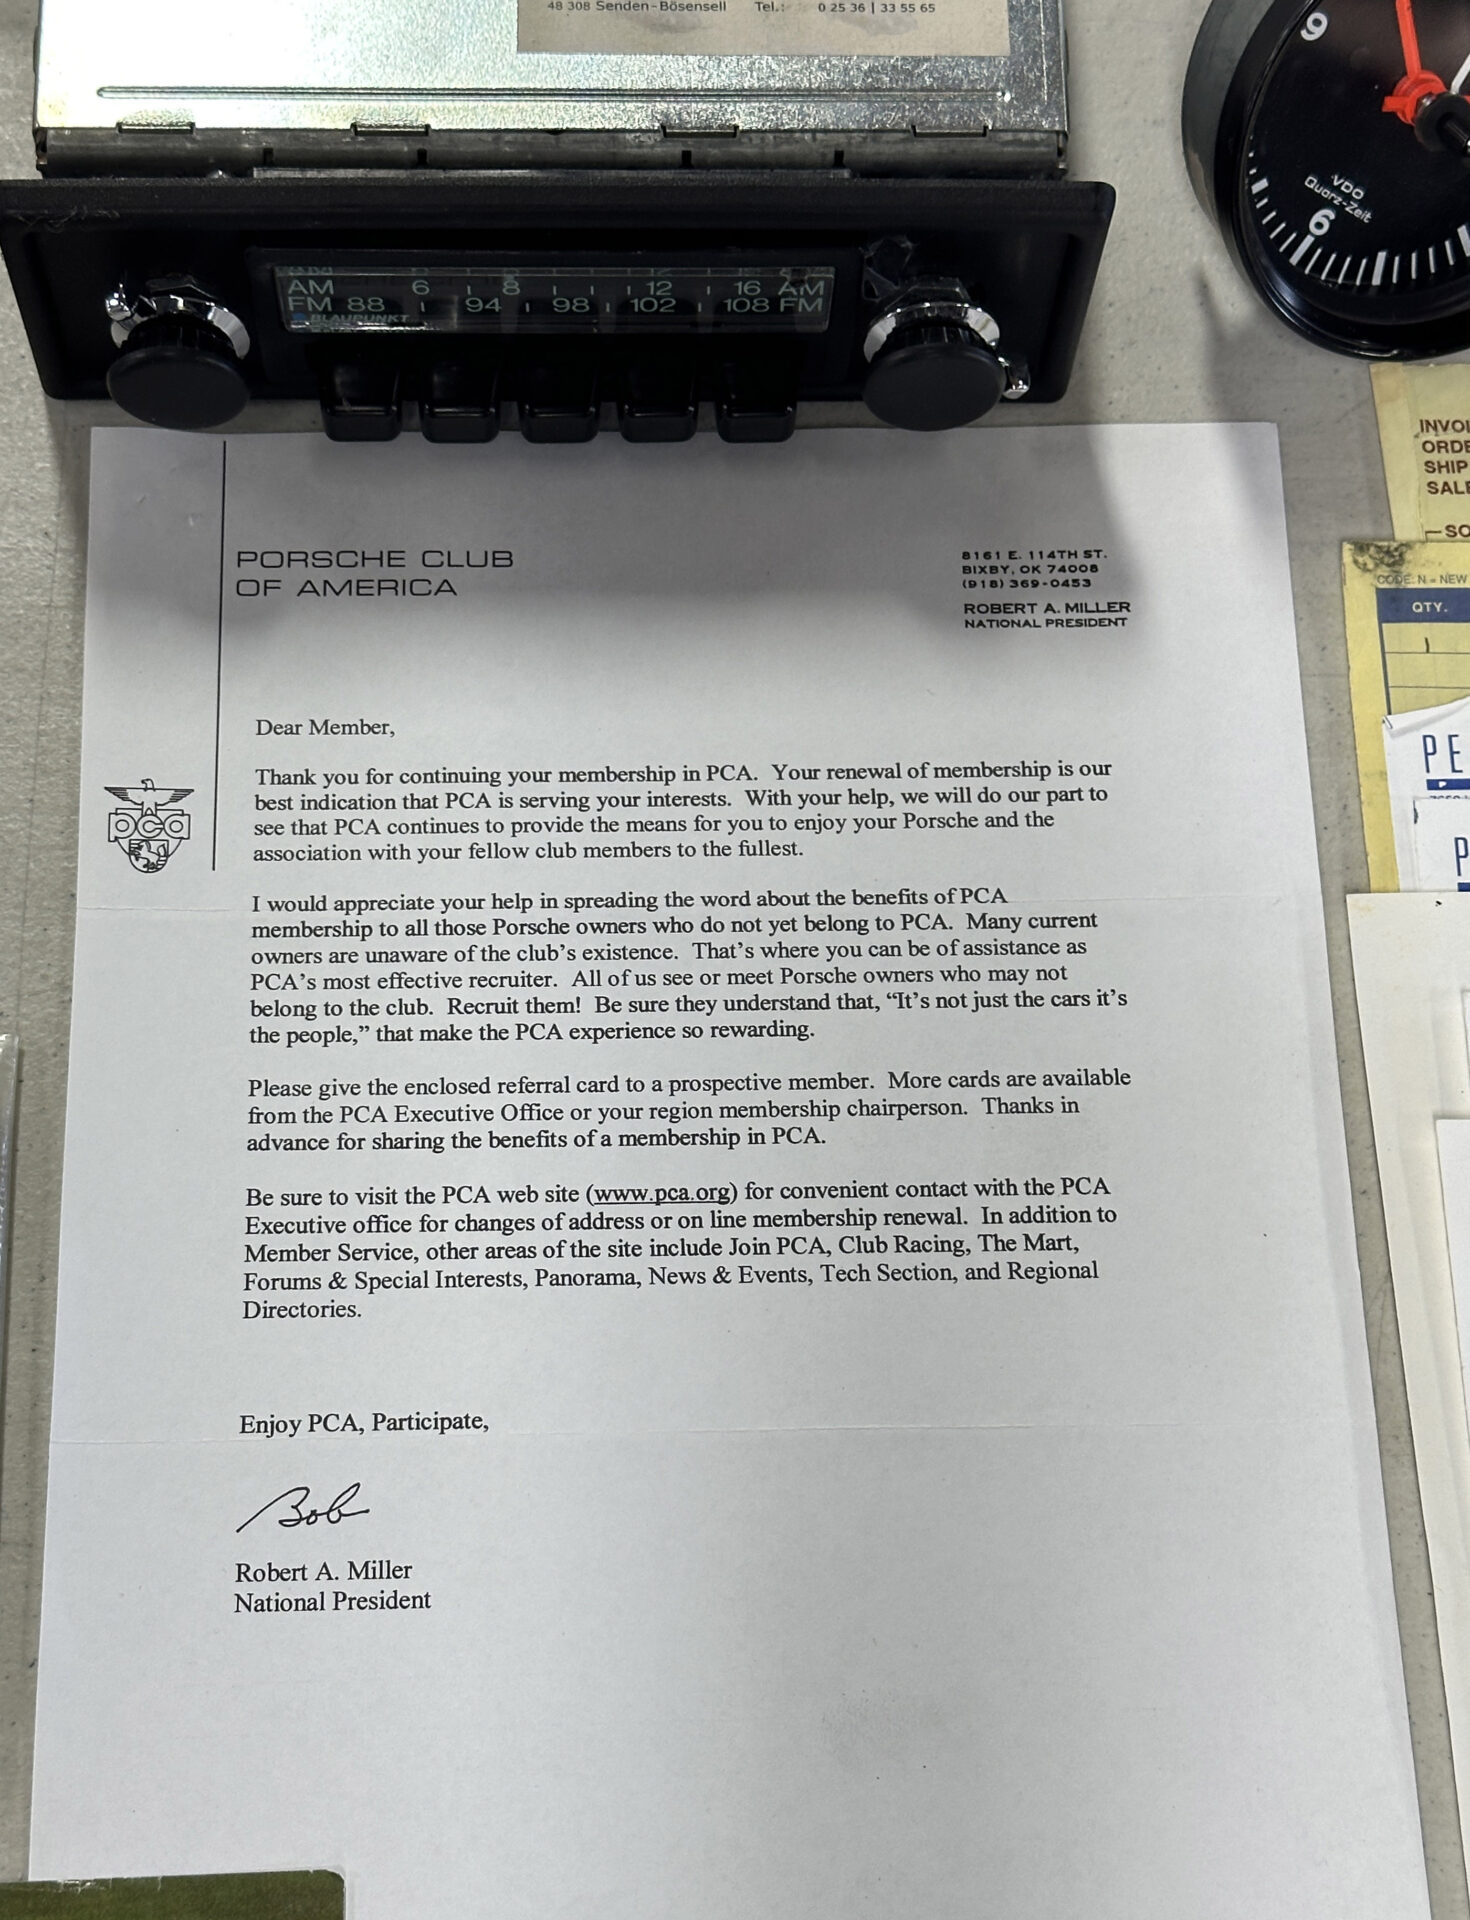 48 308 Senden-Bösensell Tel.: 0 25 36 | 33 55 65
9
VDO
Quarz-Zeit
6
AM 6 8 12 16 AM
FM 88 94 98 102 108 FM
BLAUPUNKT
PORSCHE CLUB
OF AMERICA
8161 E. 114TH ST.
BIXBY, OK 74008
(918) 369-0453
ROBERT A. MILLER
NATIONAL PRESIDENT
Dear Member,
Thank you for continuing your membership in PCA. Your renewal of membership is our
best indication that PCA is serving your interests. With your help, we will do our part to
see that PCA continues to provide the means for you to enjoy your Porsche and the
association with your fellow club members to the fullest.
pca
I would appreciate your help in spreading the word about the benefits of PCA
membership to all those Porsche owners who do not yet belong to PCA. Many current
owners are unaware of the club's existence. That's where you can be of assistance as
PCA's most effective recruiter. All of us see or meet Porsche owners who may not
belong to the club. Recruit them! Be sure they understand that, “It's not just the cars it's
the people,” that make the PCA experience so rewarding.
Please give the enclosed referral card to a prospective member. More cards are available
from the PCA Executive Office or your region membership chairperson. Thanks in
advance for sharing the benefits of a membership in PCA.
Be sure to visit the PCA web site (www.pca.org) for convenient contact with the PCA
Executive office for changes of address or on line membership renewal. In addition to
Member Service, other areas of the site include Join PCA, Club Racing, The Mart,
Forums & Special Interests, Panorama, News & Events, Tech Section, and Regional
Directories.
Enjoy PCA, Participate,
Bob
Robert A. Miller
National President
INVOI
ORDE
SHIP
SALE
—SO
CODE: N = NEW
QTY.
1
PE
P